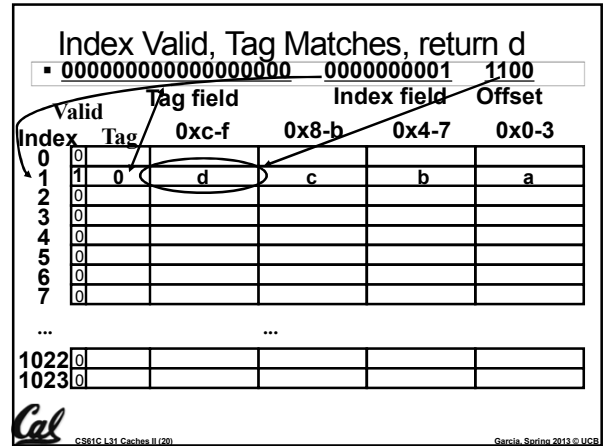 Index Valid, Tag Matches, return d
▪ 000000000000000000 0000000001 1100
Tag field Index field Offset
Valid
Index Tag 0xc-f 0x8-b 0x4-7 0x0-3
0 0
1 1 0 d c b a
2 0
3 0
4 0
5 0
6 0
7 0
... ...
1022 0
1023 0
Cal CS61C L31 Caches II (20) Garcia, Spring 2013 © UCB